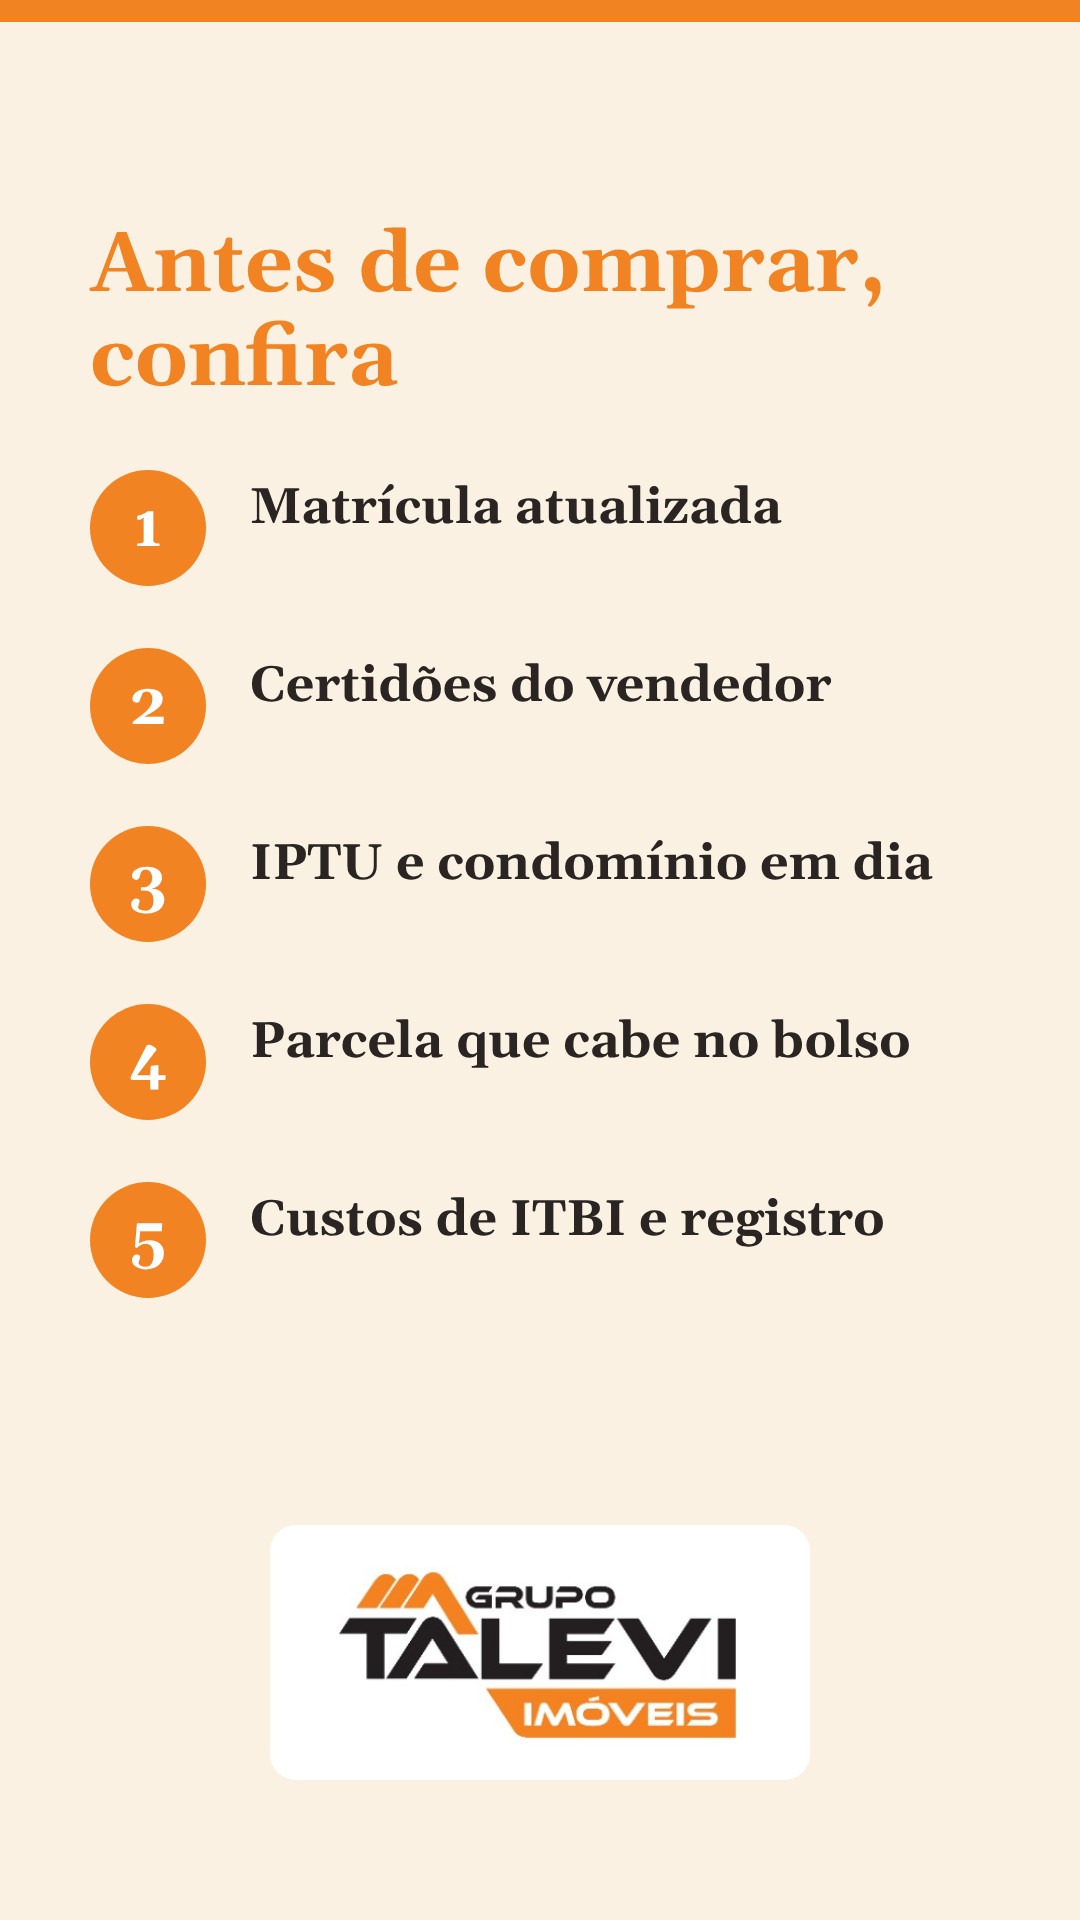 Antes de comprar,
confira
1 Matrícula atualizada
2 Certidões do vendedor
3 IPTU e condomínio em dia
4 Parcela que cabe no bolso
5 Custos de ITBI e registro
GRUPO
TALEVI
IMÓVEIS